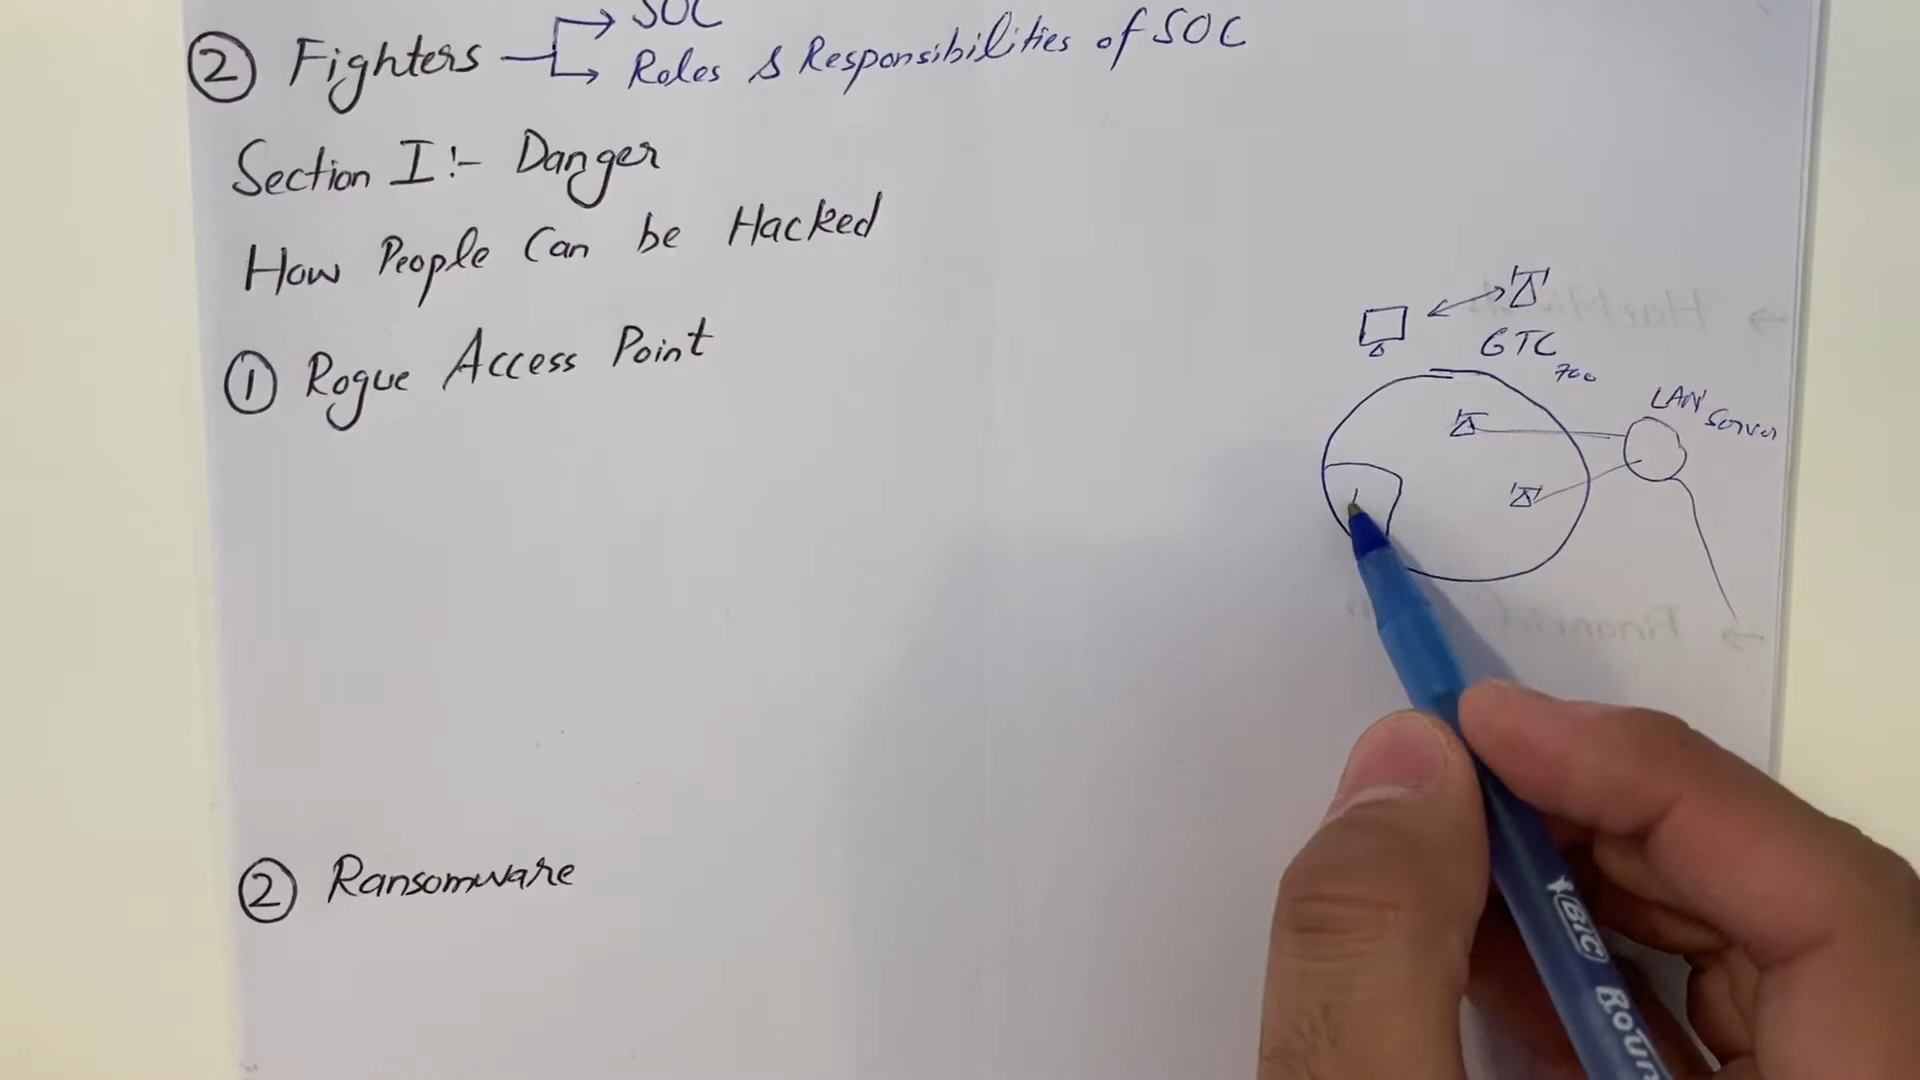 SOC
② Fighters
Roles & Responsibilities of SOC
Section I :- Danger
How People Can be Hacked
① Rogue Access Point
GTC
700
LAN Server
② Ransomware
BIC